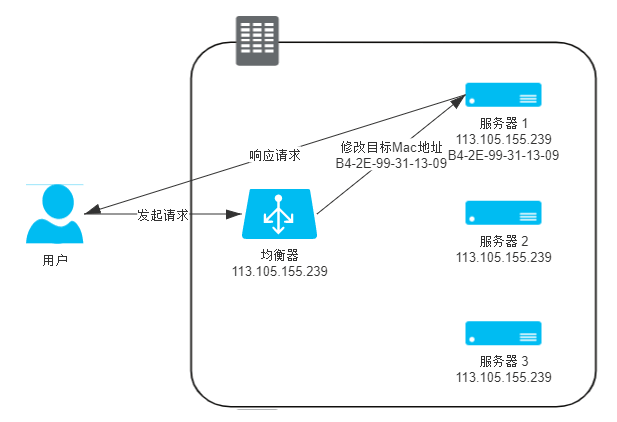 服务器 1
113.105.155.239
B4-2E-99-31-13-09
修改目标Mac地址
B4-2E-99-31-13-09
响应请求
发起请求
用户
均衡器
113.105.155.239
服务器 2
113.105.155.239
服务器 3
113.105.155.239